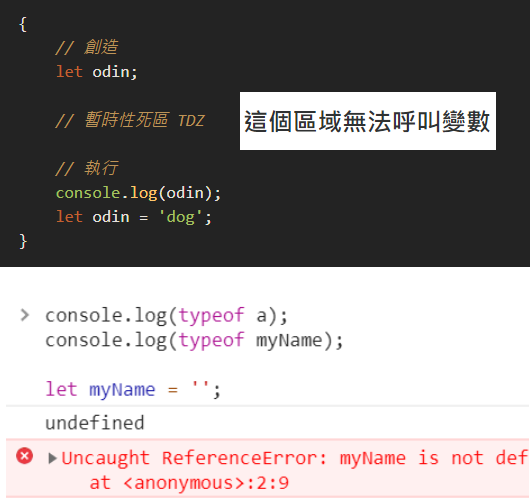 {
// 創造
let odin;
// 暫時性死區 TDZ
這個區域無法呼叫變數
// 執行
console.log(odin);
let odin = 'dog';
}
> console.log(typeof a);
console.log(typeof myName);
let myName = '';
undefined
Uncaught ReferenceError: myName is not def
at <anonymous>:2:9